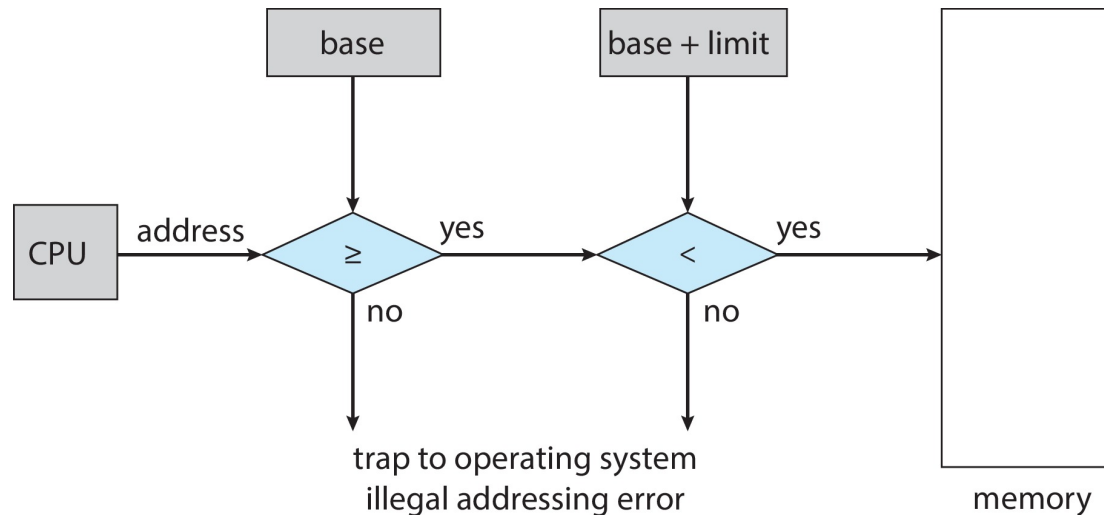 base
base + limit
CPU
address
≥
yes
<
yes
no
no
trap to operating system
illegal addressing error
memory